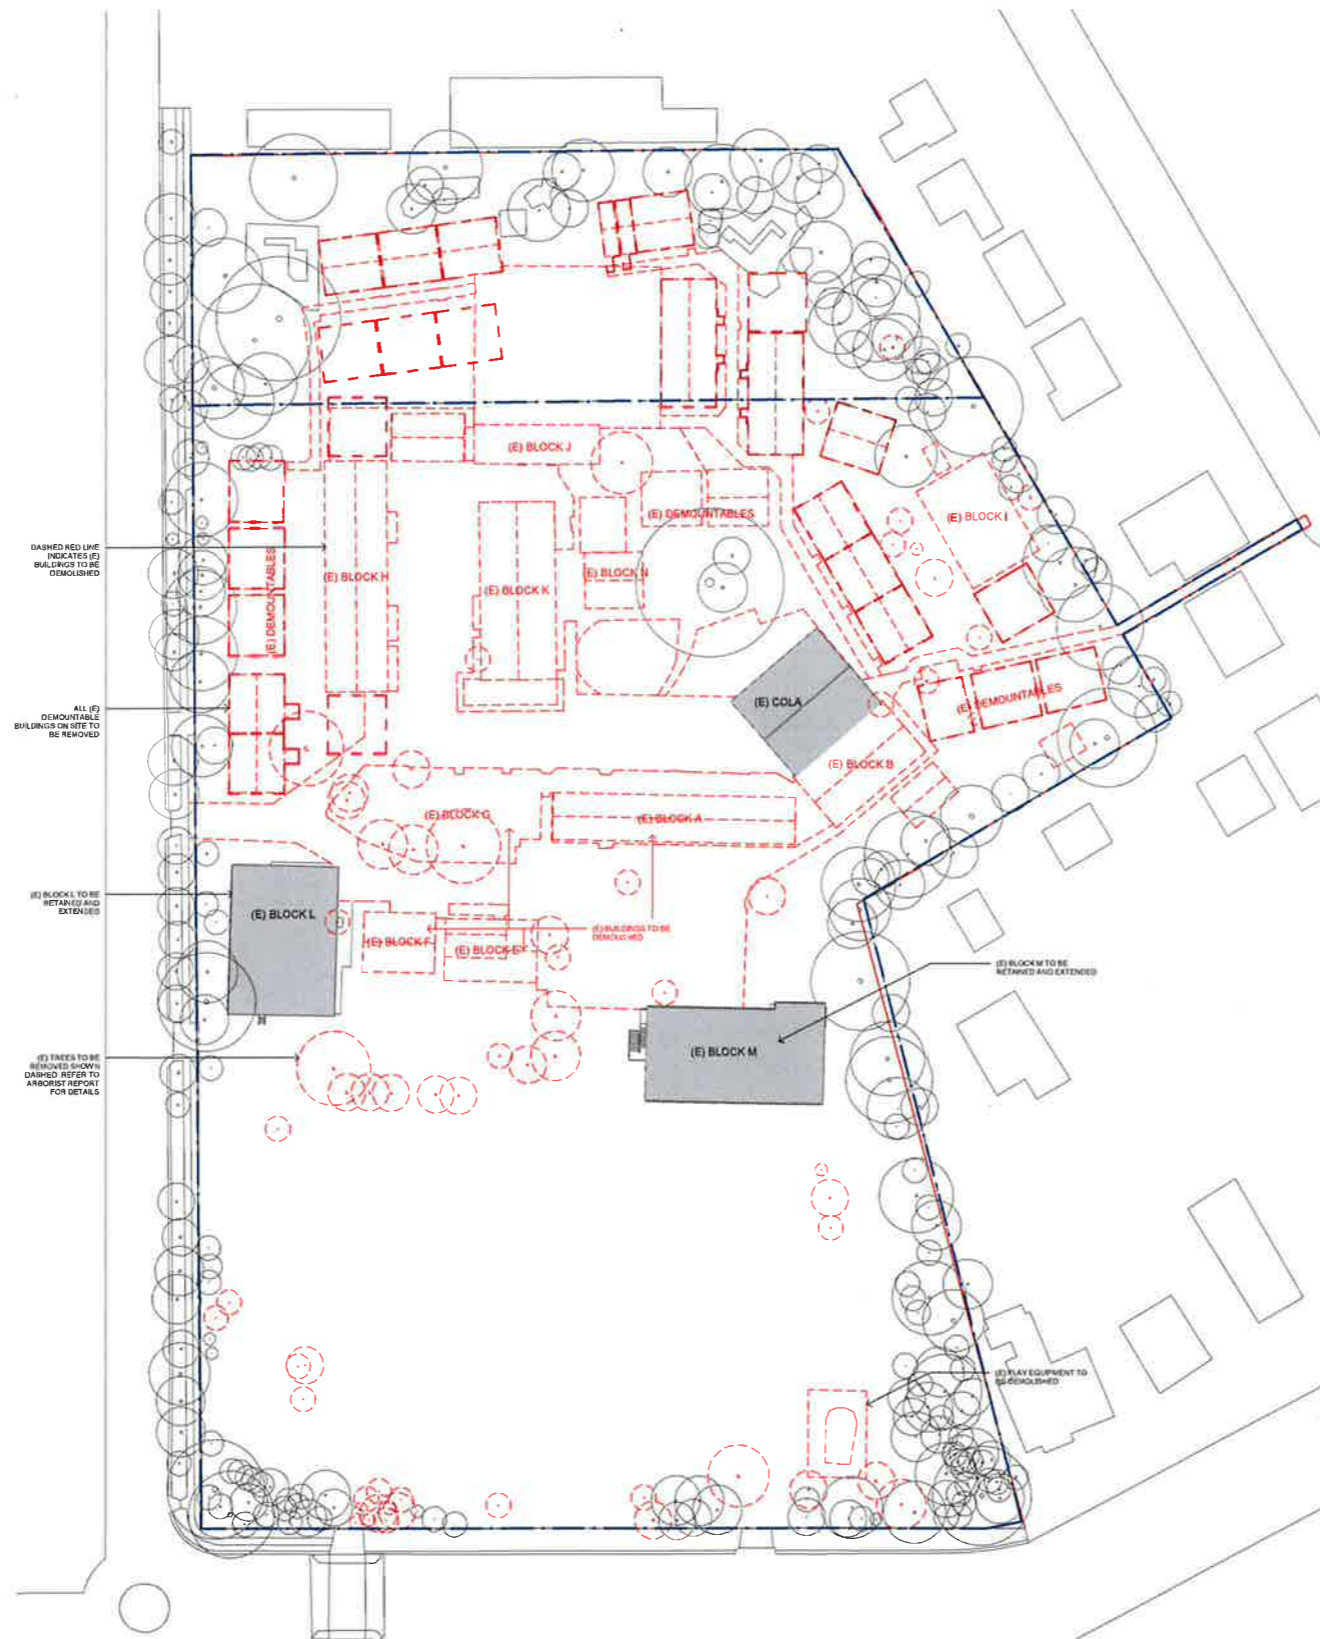 (E) BLOCK J
(E) DEMOUNTABLES
(E) BLOCK I
DASHED RED LINE
INDICATES (E)
BUILDINGS TO BE
DEMOLISHED
(E) DEMOUNTABLES
(E) BLOCK H
(E) BLOCK K
(E) BLOCK N
(E) COLA
(E) DEMOUNTABLES
ALL (E)
DEMOUNTABLE
BUILDINGS ON SITE TO
BE REMOVED
(E) BLOCK B
(E) BLOCK G
(E) BLOCK A
(E) BLOCK L TO BE
RETAINED AND
EXTENDED
(E) BLOCK L
(E) BLOCK F
(E) BLOCK E
(E) BUILDINGS TO BE
DEMOLISHED
(E) BLOCK M TO BE
RETAINED AND EXTENDED
(E) BLOCK M
(E) TREES TO BE
REMOVED SHOWN
DASHED. REFER TO
ARBORIST REPORT
FOR DETAILS
(E) PLAY EQUIPMENT TO
BE DEMOLISHED